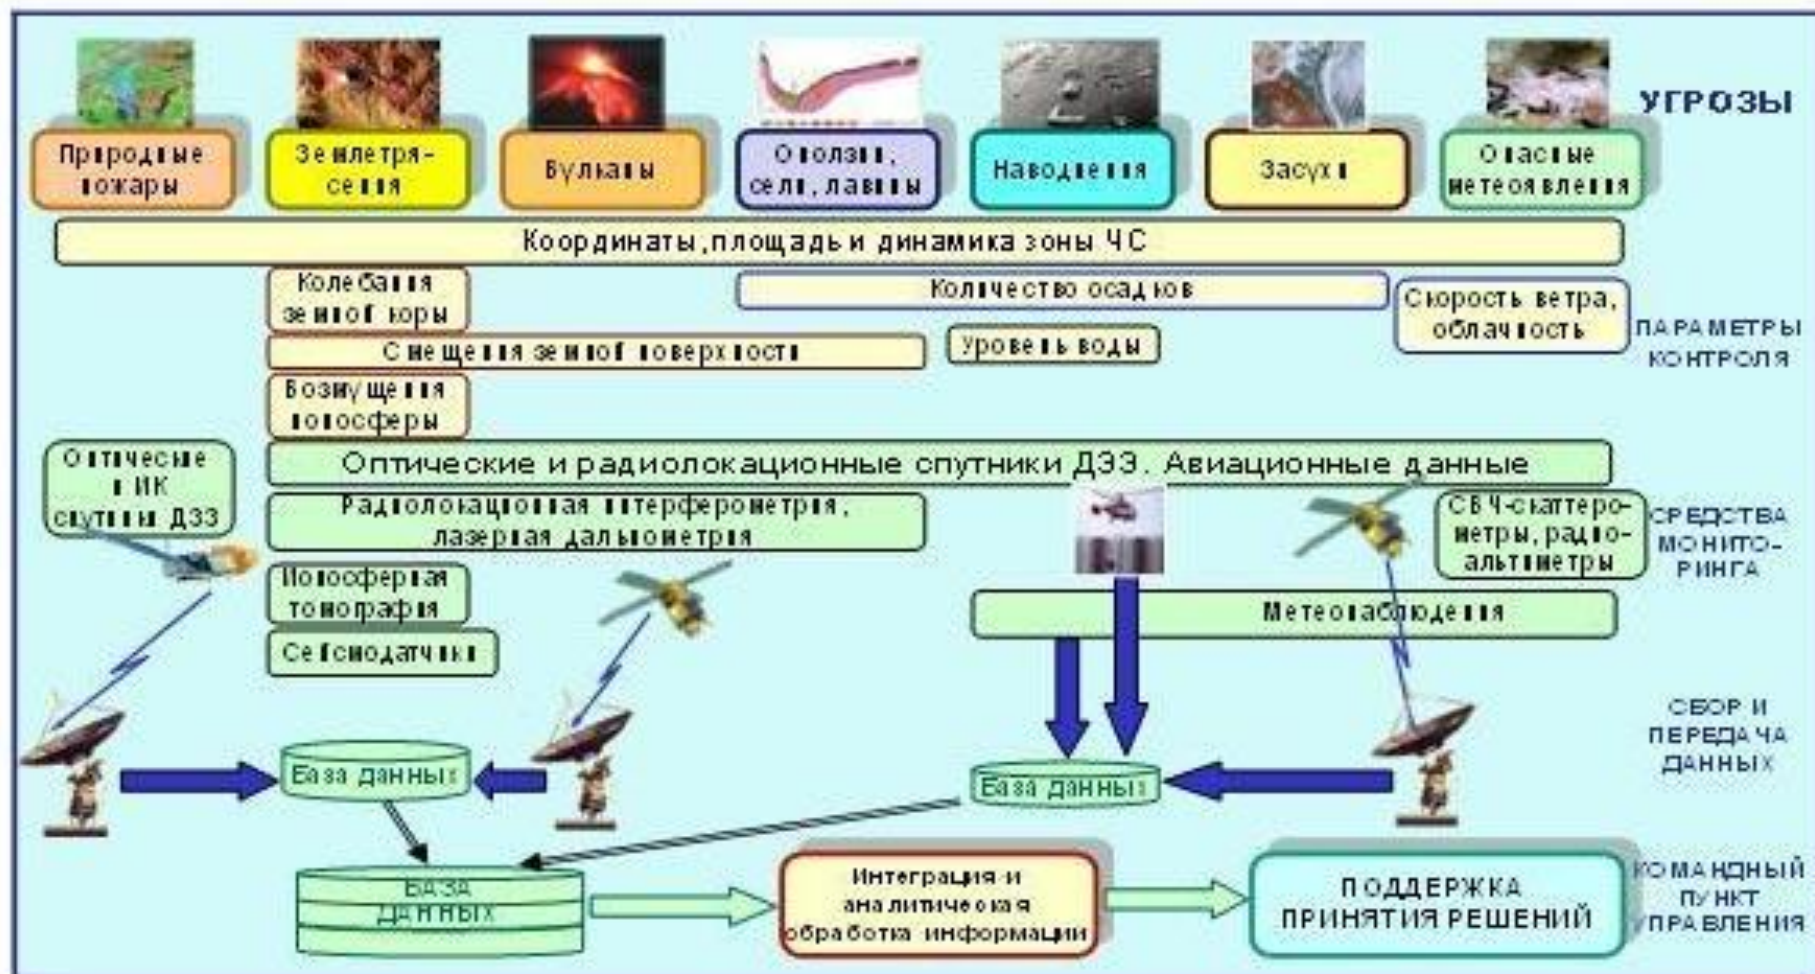 УГРОЗЫ
Природные
пожары
Землетря-
сения
Вулканы
Оползни,
сели, лавины
Наводнения
Засухи
Опасные
метеоявления
Координаты, площадь и динамика зоны ЧС
Колебания
земной коры
Количество осадков
Скорость ветра,
облачность
ПАРАМЕТРЫ
КОНТРОЛЯ
Смещения земной поверхности
Уровень воды
Возмущения
ионосферы
Оптические
и ИК
спутники ДЗЗ
Оптические и радиолокационные спутники ДЗЗ. Авиационные данные
Радиолокационная интерферометрия,
лазерная дальнометрия
СВЧ-скаттеро-
метры, радио-
альтиметры
СРЕДСТВА
МОНИТО-
РИНГА
Ионосферная
томография
Метеонаблюдения
Сейсмодатчики
СБОР И
ПЕРЕДАЧА
ДАННЫХ
База данных
База данных
БАЗА
ДАННЫХ
Интеграция и
аналитическая
обработка информации
ПОДДЕРЖКА
ПРИНЯТИЯ РЕШЕНИЙ
КОМАНДНЫЙ
ПУНКТ
УПРАВЛЕНИЯ